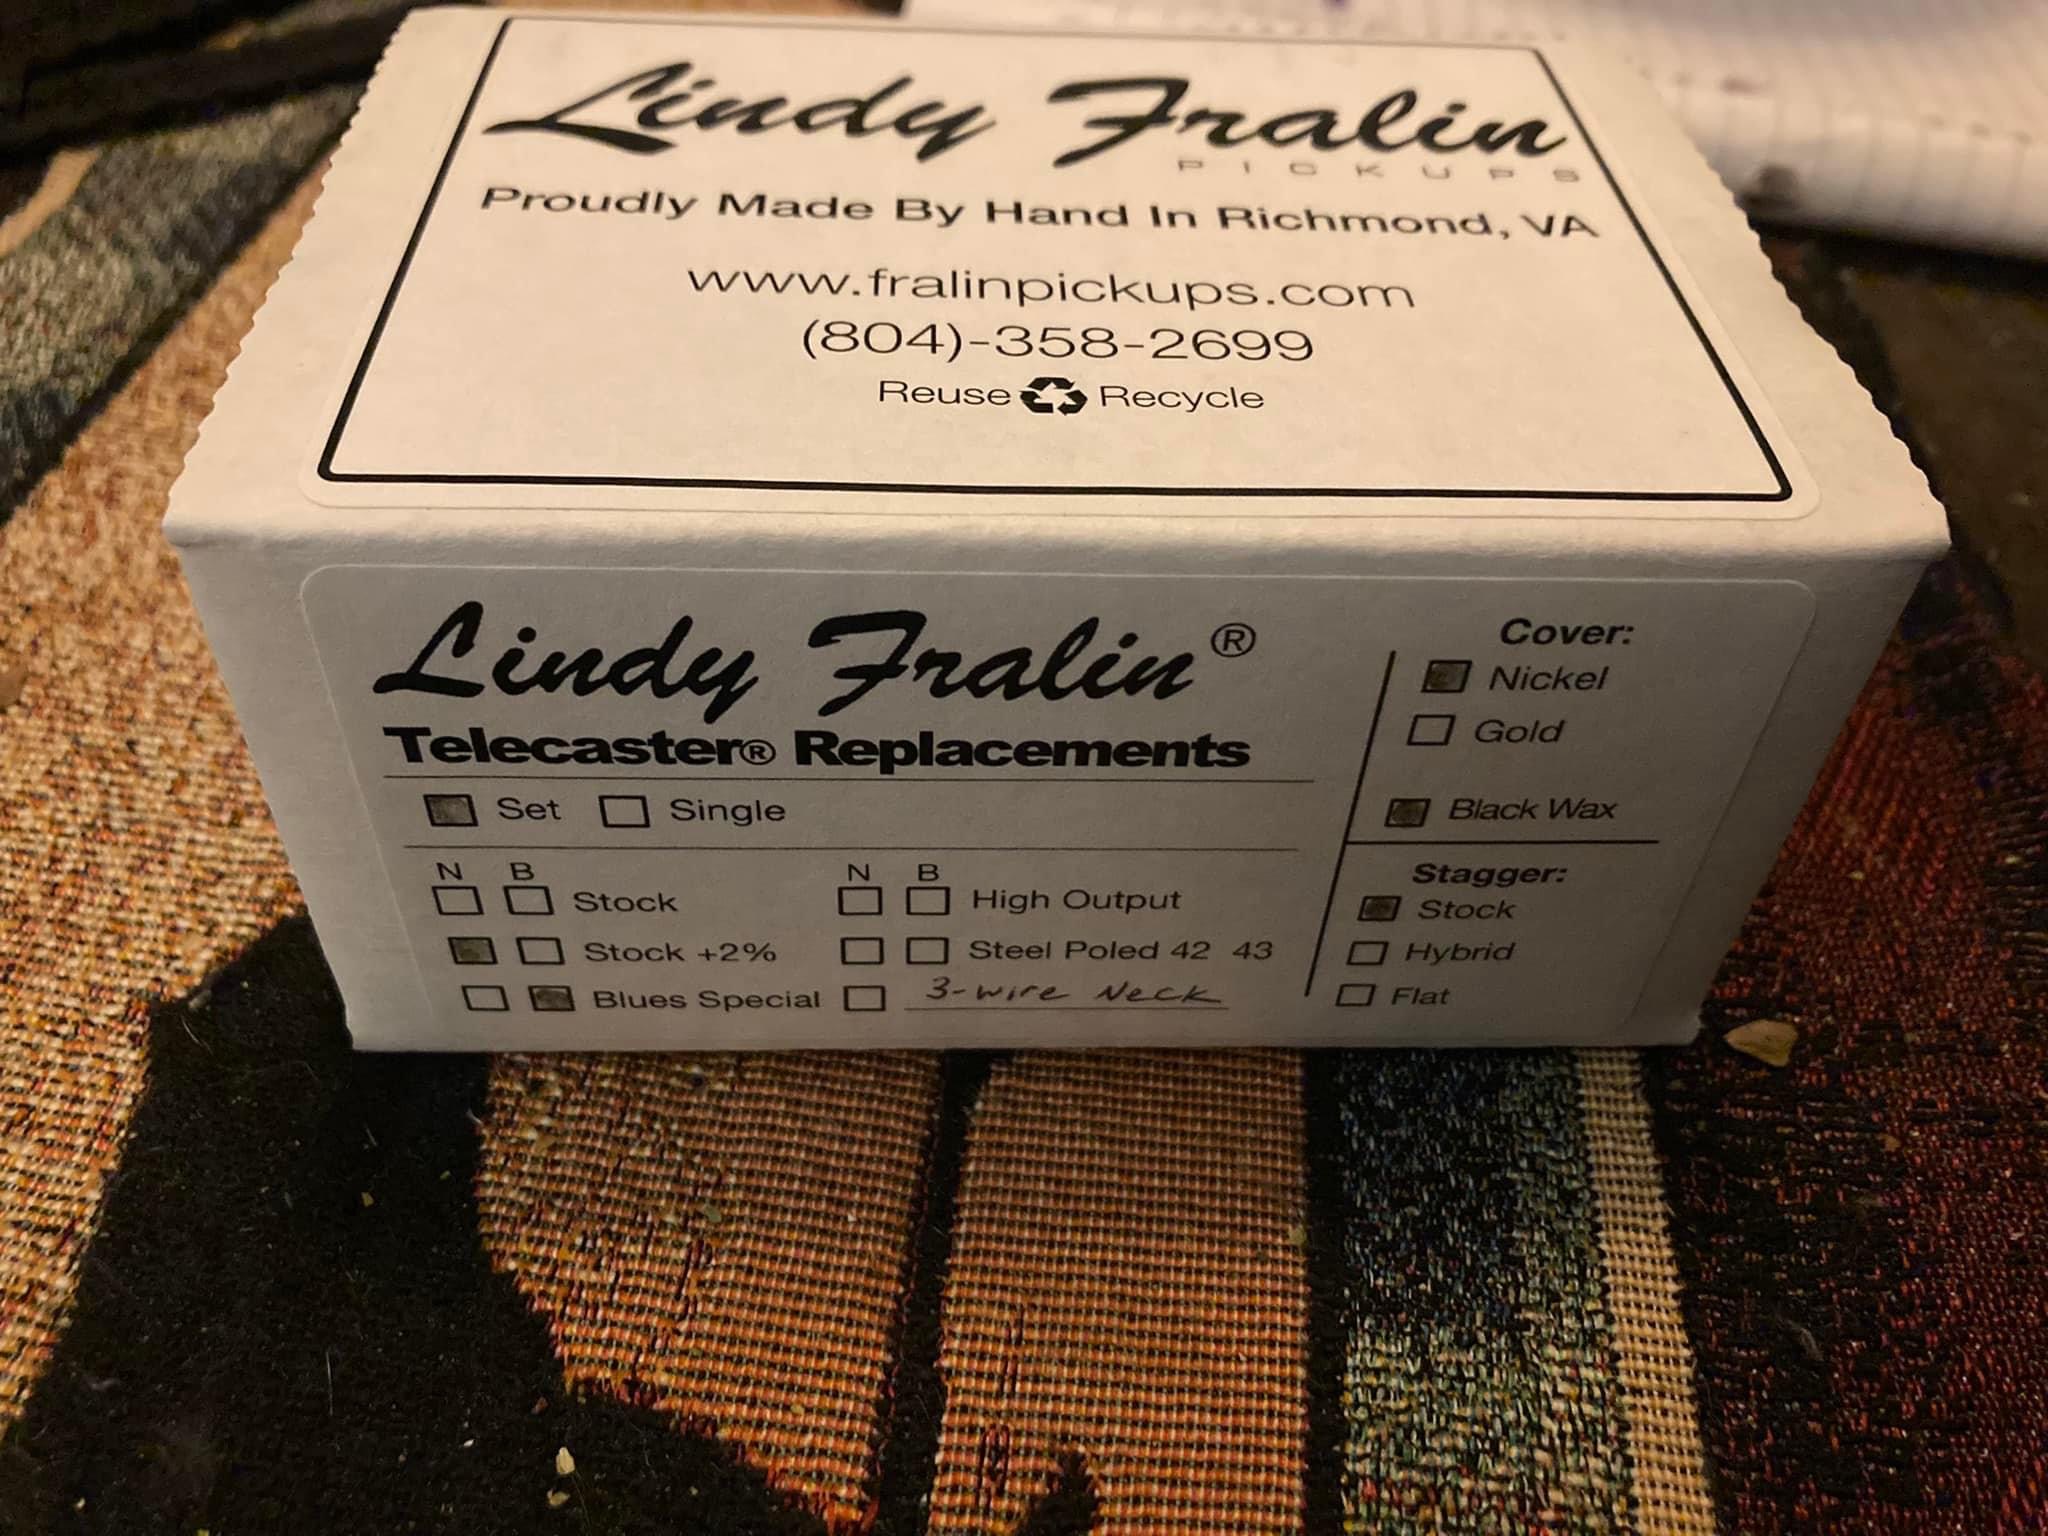 Lindy Fralin
PICKUPS
Proudly Made By Hand In Richmond, VA
www.fralinpickups.com
(804)-358-2699
Reuse Recycle
Lindy Fralin®
Telecaster® Replacements
Set Single
N B
Stock
Stock +2%
Blues Special
N B
High Output
Steel Poled 42 43
3-wire Neck
Cover:
Nickel
Gold
Black Wax
Stagger:
Stock
Hybrid
Flat